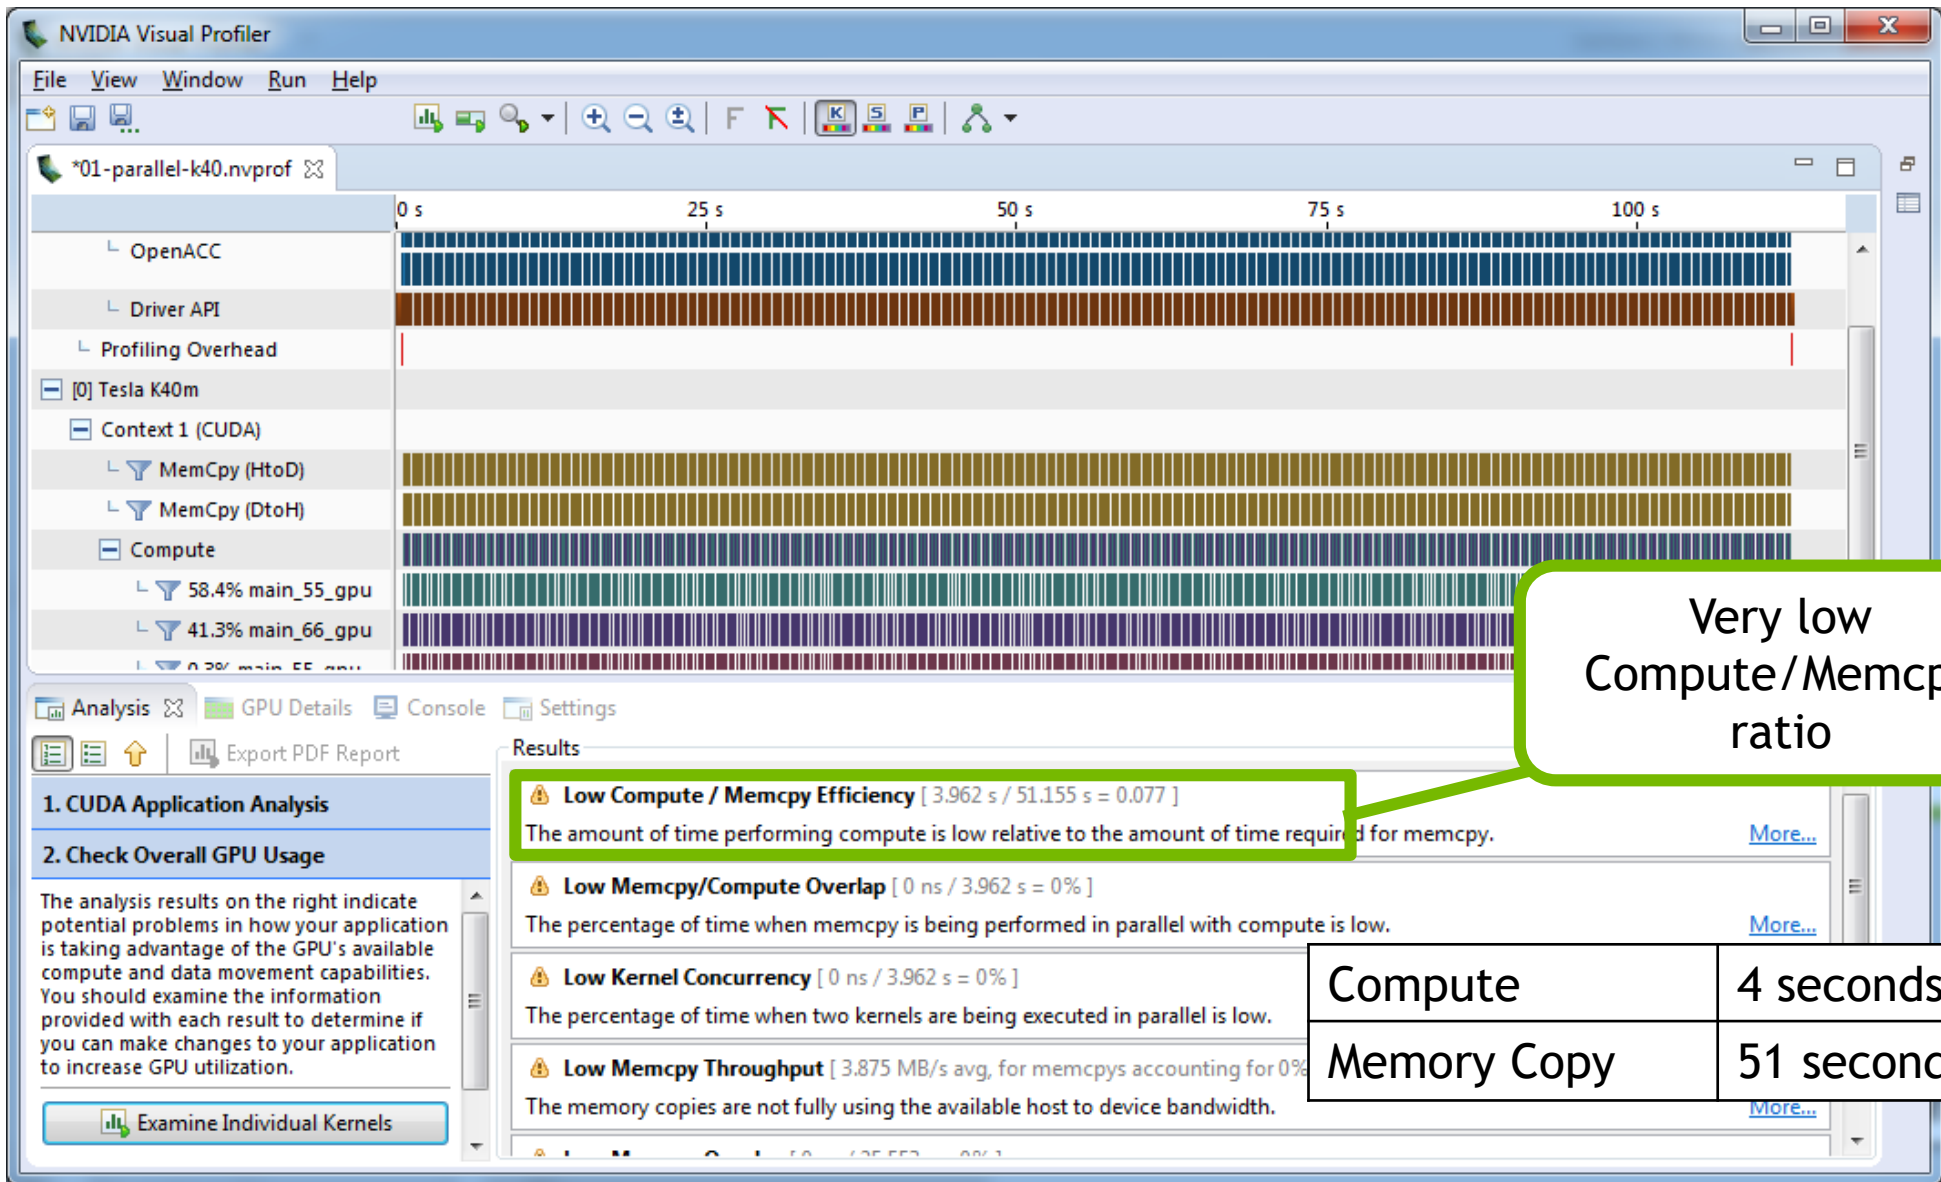 NVIDIA Visual Profiler
File View Window Run Help
*01-parallel-k40.nvprof
0 s 25 s 50 s 75 s 100 s
OpenACC
Driver API
Profiling Overhead
[0] Tesla K40m
Context 1 (CUDA)
MemCpy (HtoD)
MemCpy (DtoH)
Compute
58.4% main_55_gpu
41.3% main_66_gpu
0.3% main_55_gpu
Very low
Compute/Memcp
ratio
Analysis GPU Details Console Settings
Export PDF Report
1. CUDA Application Analysis
2. Check Overall GPU Usage
The analysis results on the right indicate
potential problems in how your application
is taking advantage of the GPU's available
compute and data movement capabilities.
You should examine the information
provided with each result to determine if
you can make changes to your application
to increase GPU utilization.
Examine Individual Kernels
Results
Low Compute / Memcpy Efficiency [ 3.962 s / 51.155 s = 0.077 ]
The amount of time performing compute is low relative to the amount of time required for memcpy.
More...
Low Memcpy/Compute Overlap [ 0 ns / 3.962 s = 0% ]
The percentage of time when memcpy is being performed in parallel with compute is low.
More...
Low Kernel Concurrency [ 0 ns / 3.962 s = 0% ]
The percentage of time when two kernels are being executed in parallel is low.
Low Memcpy Throughput [ 3.875 MB/s avg, for memcpys accounting for 0%
The memory copies are not fully using the available host to device bandwidth.
More...
Compute 4 seconds
Memory Copy 51 second